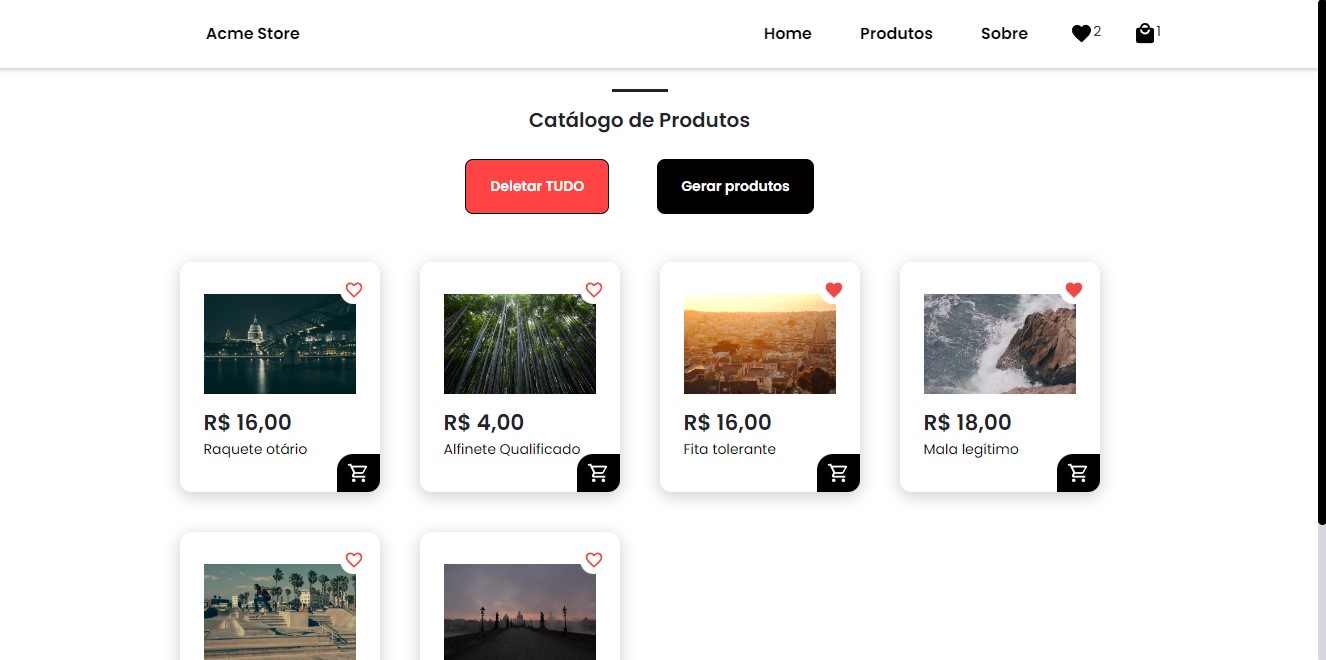 Acme Store
Home
Produtos
Sobre
2
1
Catálogo de Produtos
Deletar TUDO
Gerar produtos
R$ 16,00
Raquete otário
R$ 4,00
Alfinete Qualificado
R$ 16,00
Fita tolerante
R$ 18,00
Mala legítimo